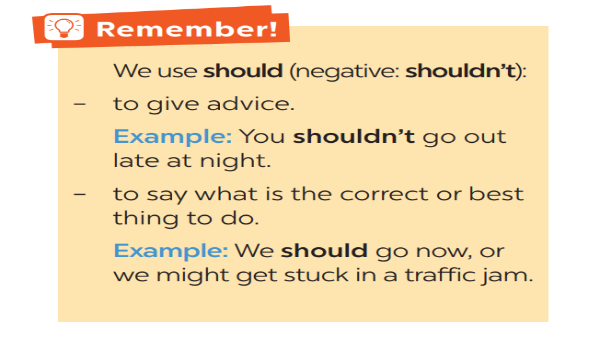 Remember!
We use should (negative: shouldn't):
– to give advice.
Example: You shouldn't go out
late at night.
– to say what is the correct or best
thing to do.
Example: We should go now, or
we might get stuck in a traffic jam.